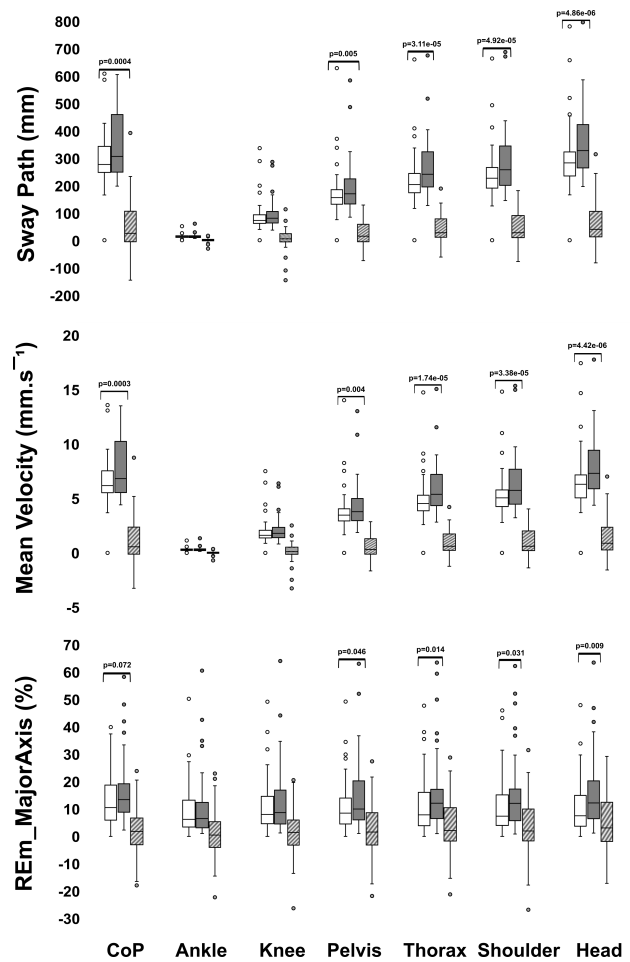 800
700
600
500
400
300
200
100
0
-100
-200
Sway Path (mm)
p=0.0004
p=0.005
p=3.11e-05
p=4.92e-05
p=4.86e-06
20
15
10
5
0
-5
Mean Velocity (mm.s⁻¹)
p=0.0003
p=0.004
p=1.74e-05
p=3.38e-05
p=4.42e-06
70
60
50
40
30
20
10
0
-10
-20
-30
REm_MajorAxis (%)
p=0.072
p=0.046
p=0.014
p=0.031
p=0.009
CoP Ankle Knee Pelvis Thorax Shoulder Head